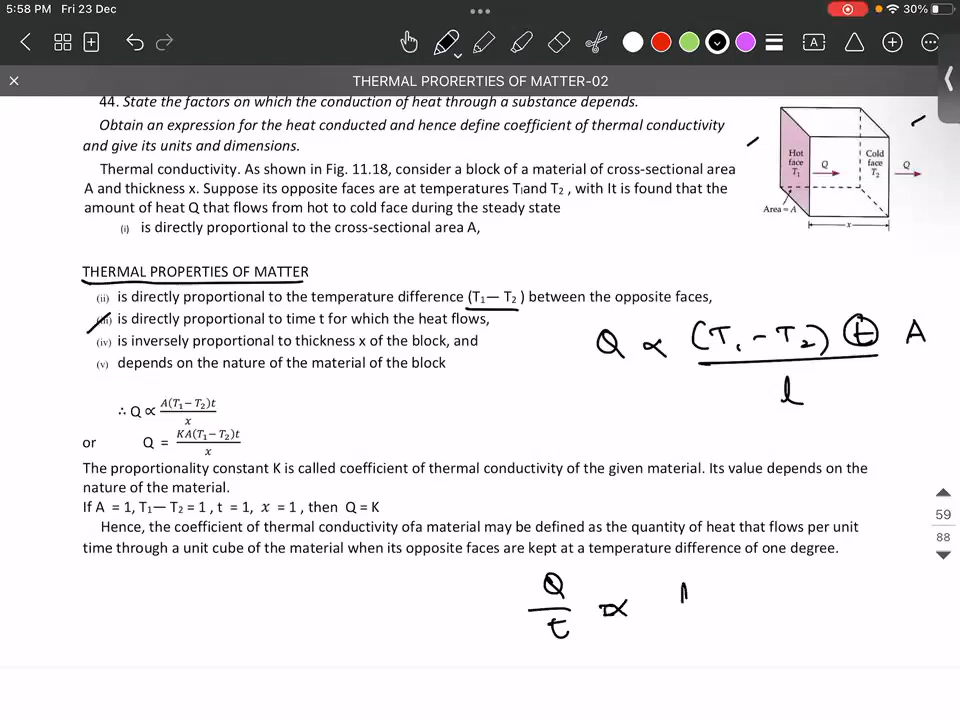 5:58 PM Fri 23 Dec
30%
A
THERMAL PRORERTIES OF MATTER-02
44. State the factors on which the conduction of heat through a substance depends.
Obtain an expression for the heat conducted and hence define coefficient of thermal conductivity
and give its units and dimensions.
Thermal conductivity. As shown in Fig. 11.18, consider a block of a material of cross-sectional area
A and thickness x. Suppose its opposite faces are at temperatures T₁and T₂ , with It is found that the
amount of heat Q that flows from hot to cold face during the steady state
(i) is directly proportional to the cross-sectional area A,
Hot face T₁
Q
Cold face T₂
Q
Area = A
x
THERMAL PROPERTIES OF MATTER
(ii) is directly proportional to the temperature difference (T₁— T₂ ) between the opposite faces,
(iii) is directly proportional to time t for which the heat flows,
(iv) is inversely proportional to thickness x of the block, and
(v) depends on the nature of the material of the block
Q ∝ (T₁ - T₂) t A / l
∴ Q ∝ A(T₁− T₂)t / x
or Q = KA(T₁− T₂)t / x
The proportionality constant K is called coefficient of thermal conductivity of the given material. Its value depends on the
nature of the material.
If A = 1, T₁— T₂ = 1 , t = 1, x = 1 , then Q = K
Hence, the coefficient of thermal conductivity ofa material may be defined as the quantity of heat that flows per unit
time through a unit cube of the material when its opposite faces are kept at a temperature difference of one degree.
Q / t ∝
59
88